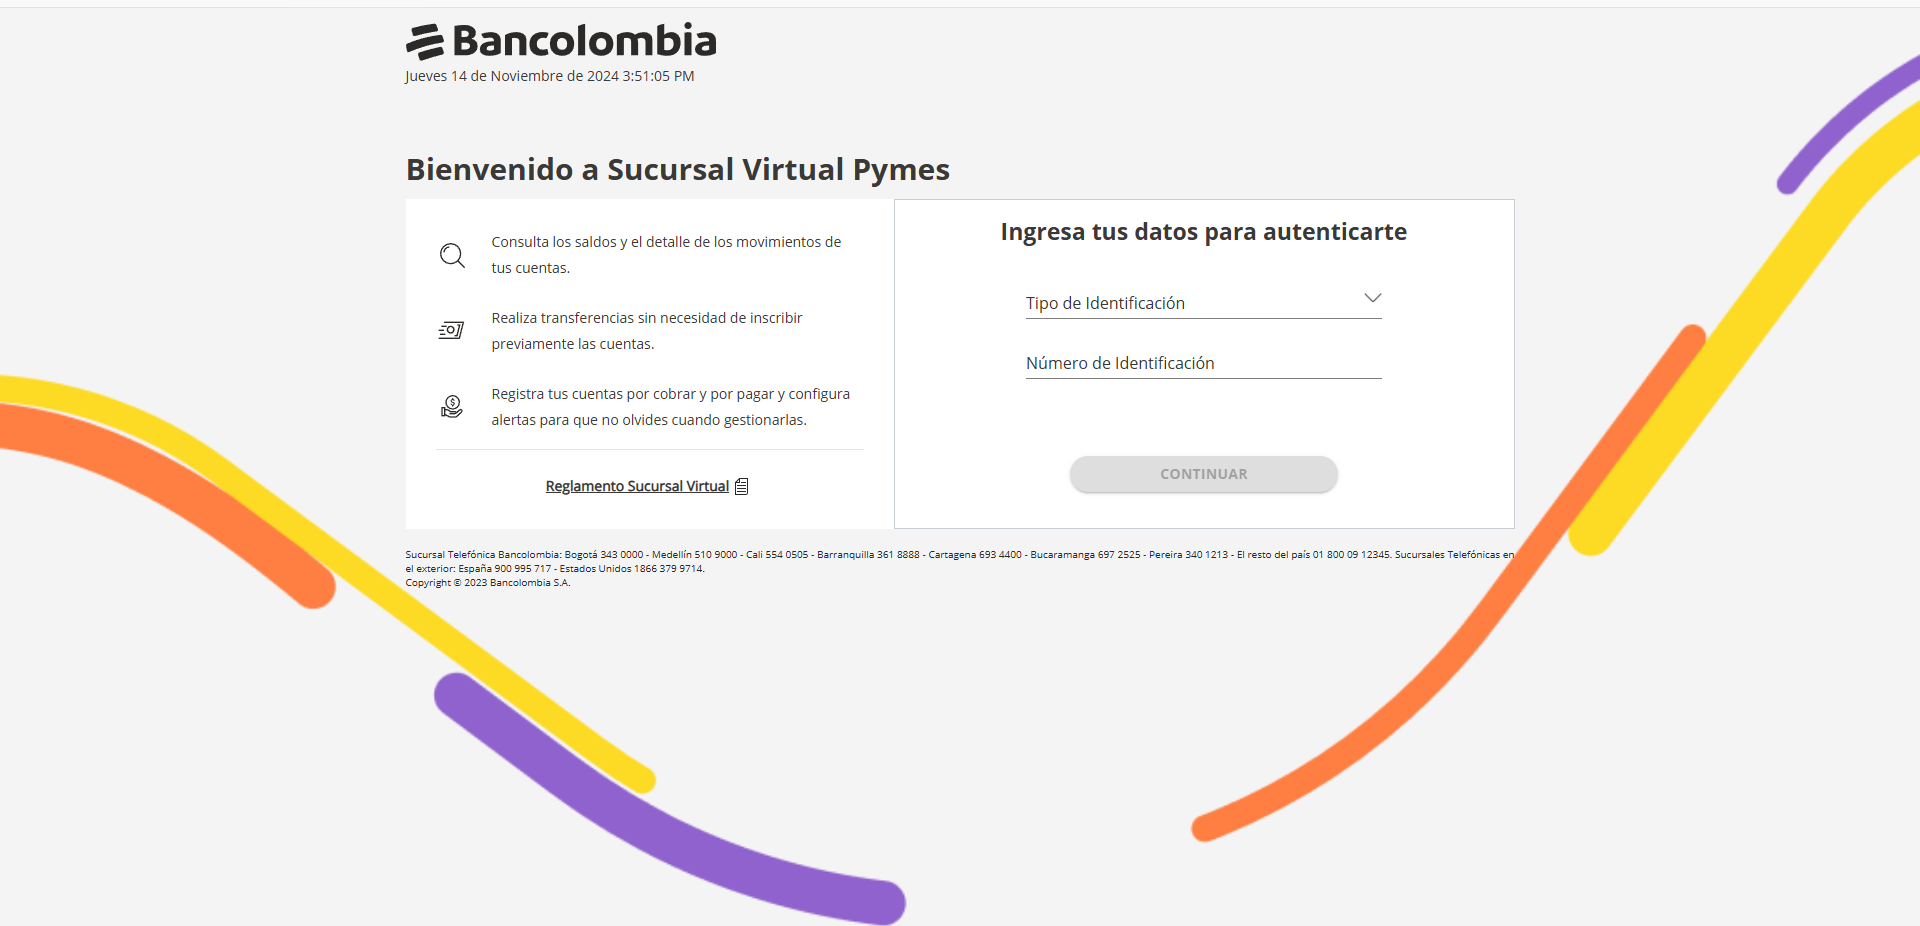 Bancolombia
Jueves 14 de Noviembre de 2024 3:51:05 PM
Bienvenido a Sucursal Virtual Pymes
Consulta los saldos y el detalle de los movimientos de
tus cuentas.
Realiza transferencias sin necesidad de inscribir
previamente las cuentas.
Registra tus cuentas por cobrar y por pagar y configura
alertas para que no olvides cuando gestionarlas.
Reglamento Sucursal Virtual
Ingresa tus datos para autenticarte
Tipo de Identificación
Número de Identificación
CONTINUAR
Sucursal Telefónica Bancolombia: Bogotá 343 0000 - Medellín 510 9000 - Cali 554 0505 - Barranquilla 361 8888 - Cartagena 693 4400 - Bucaramanga 697 2525 - Pereira 340 1213 - El resto del país 01 800 09 12345. Sucursales Telefónicas en
el exterior: España 900 995 717 - Estados Unidos 1866 379 9714.
Copyright © 2023 Bancolombia S.A.